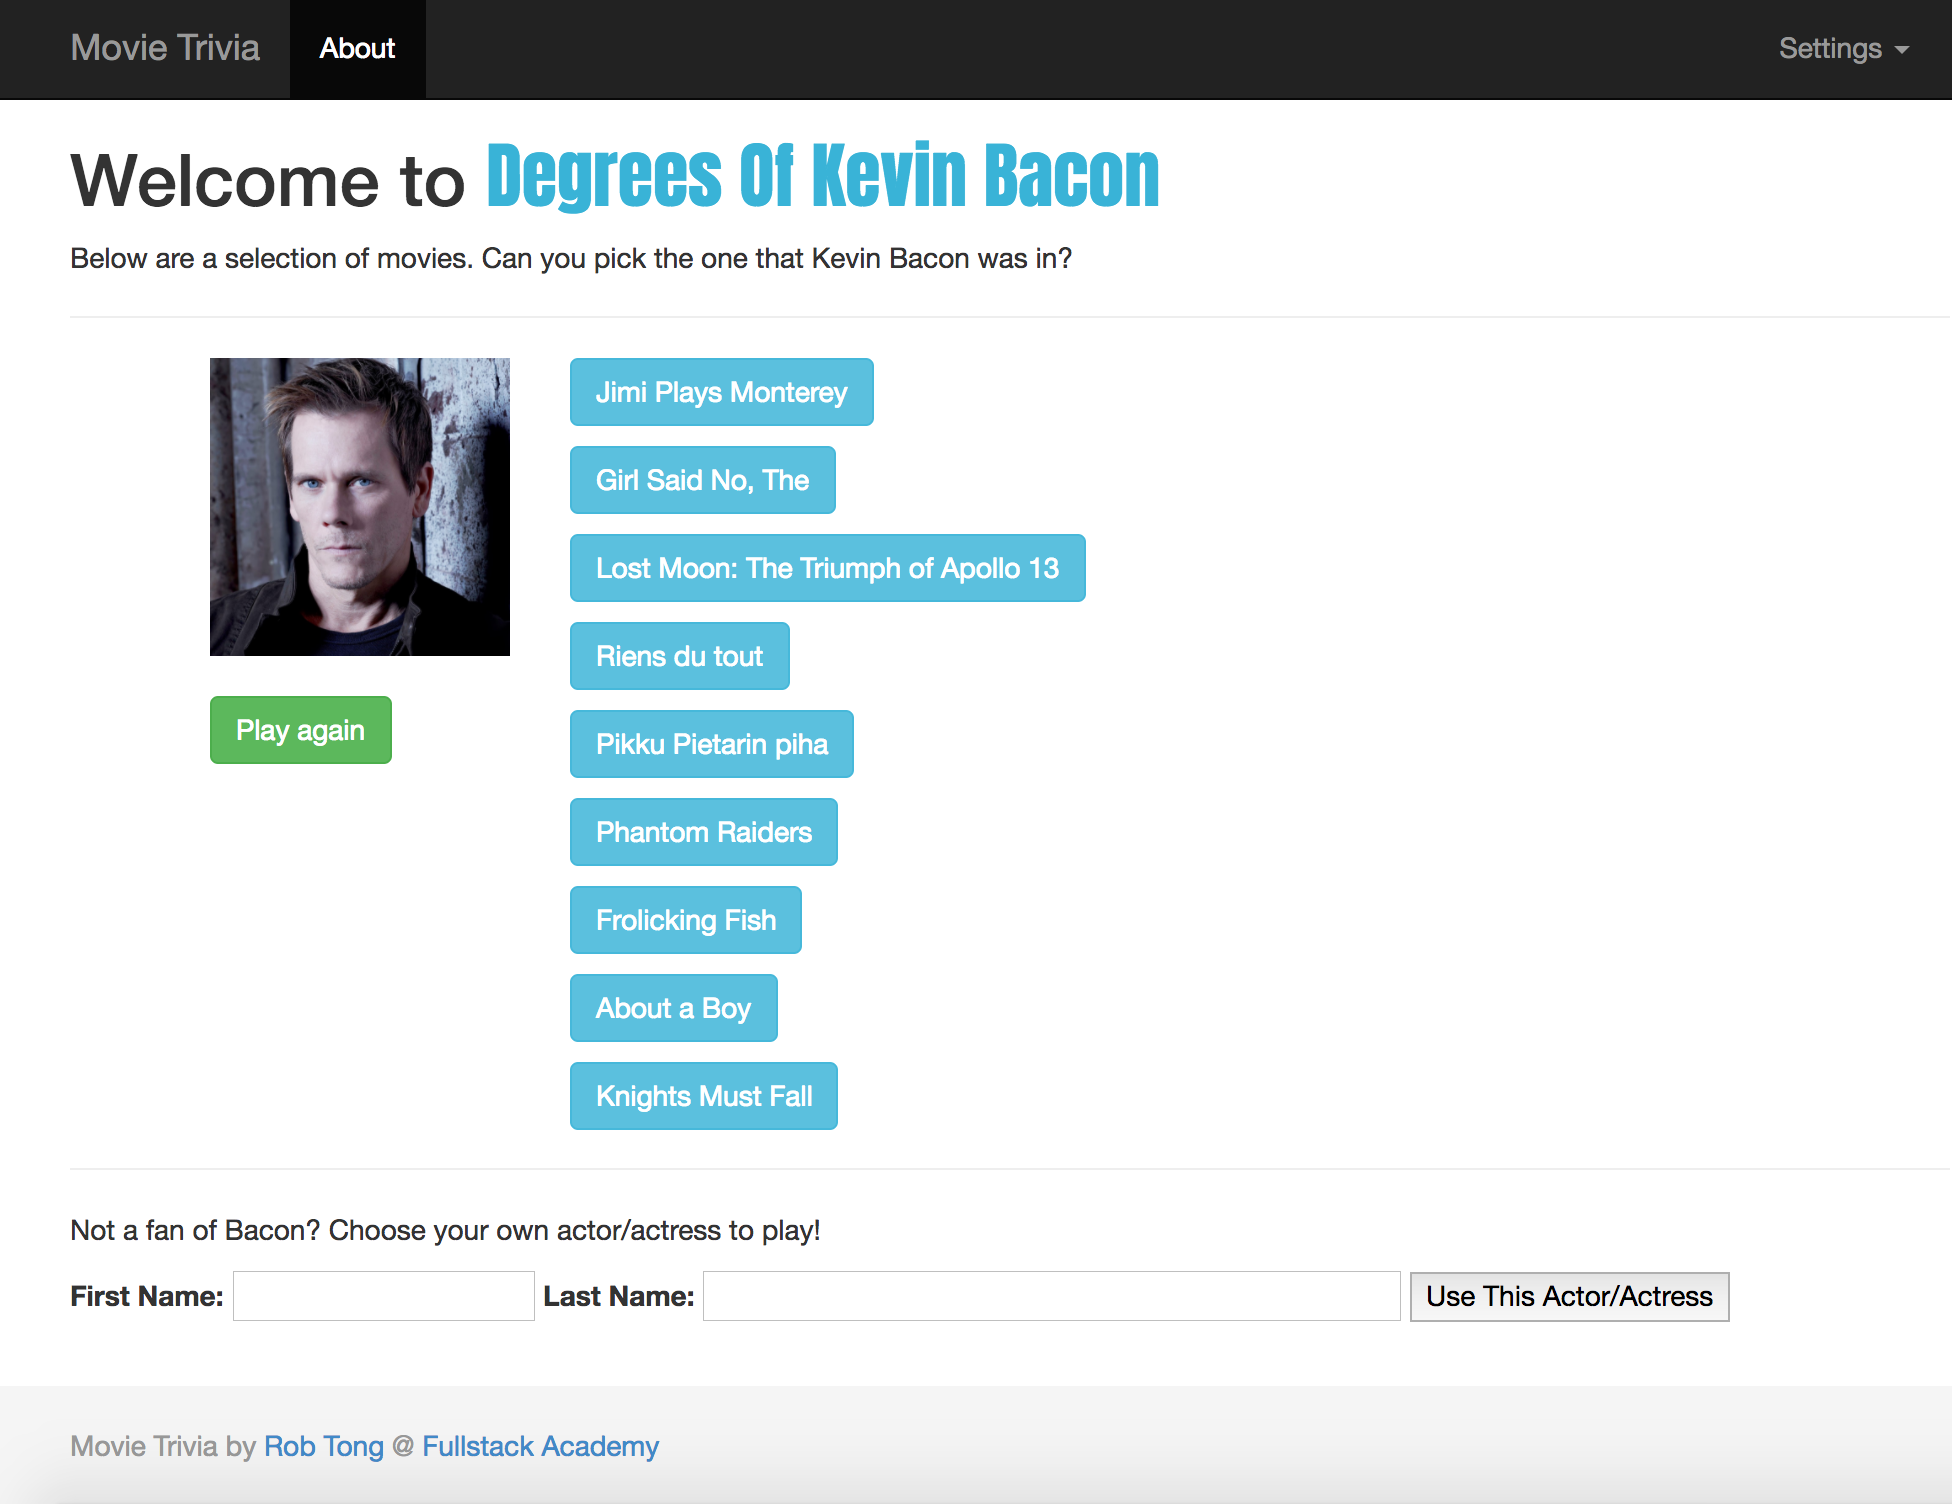 Movie Trivia About Settings
Welcome to Degrees Of Kevin Bacon
Below are a selection of movies. Can you pick the one that Kevin Bacon was in?
Jimi Plays Monterey
Girl Said No, The
Lost Moon: The Triumph of Apollo 13
Riens du tout
Play again
Pikku Pietarin piha
Phantom Raiders
Frolicking Fish
About a Boy
Knights Must Fall
Not a fan of Bacon? Choose your own actor/actress to play!
First Name: Last Name: Use This Actor/Actress
Movie Trivia by Rob Tong @ Fullstack Academy